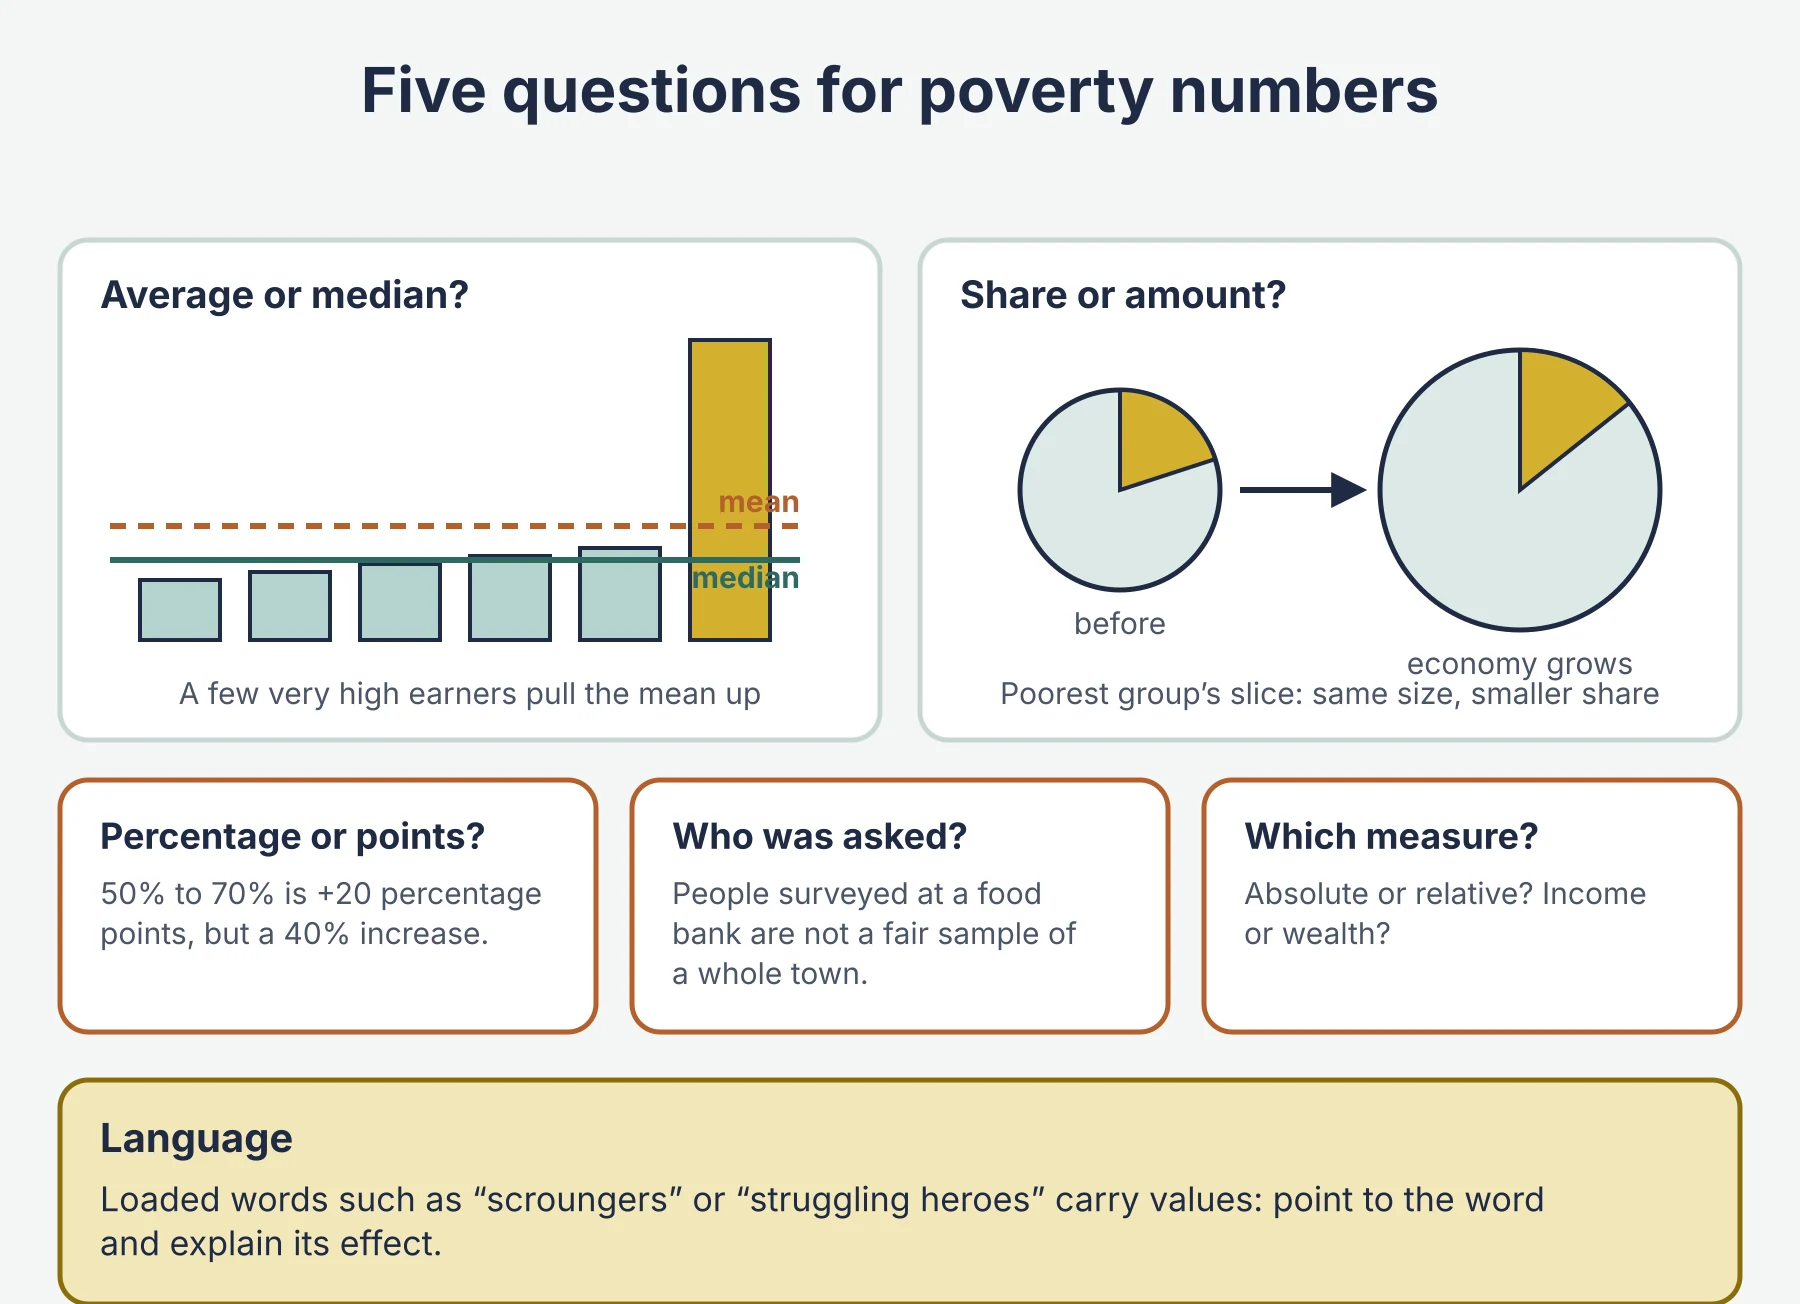 Five questions for poverty numbers
Average or median?
mean
median
A few very high earners pull the mean up
Share or amount?
before
economy grows
Poorest group’s slice: same size, smaller share
Percentage or points?
50% to 70% is +20 percentage
points, but a 40% increase.
Who was asked?
People surveyed at a food
bank are not a fair sample of
a whole town.
Which measure?
Absolute or relative? Income
or wealth?
Language
Loaded words such as “scroungers” or “struggling heroes” carry values: point to the word
and explain its effect.